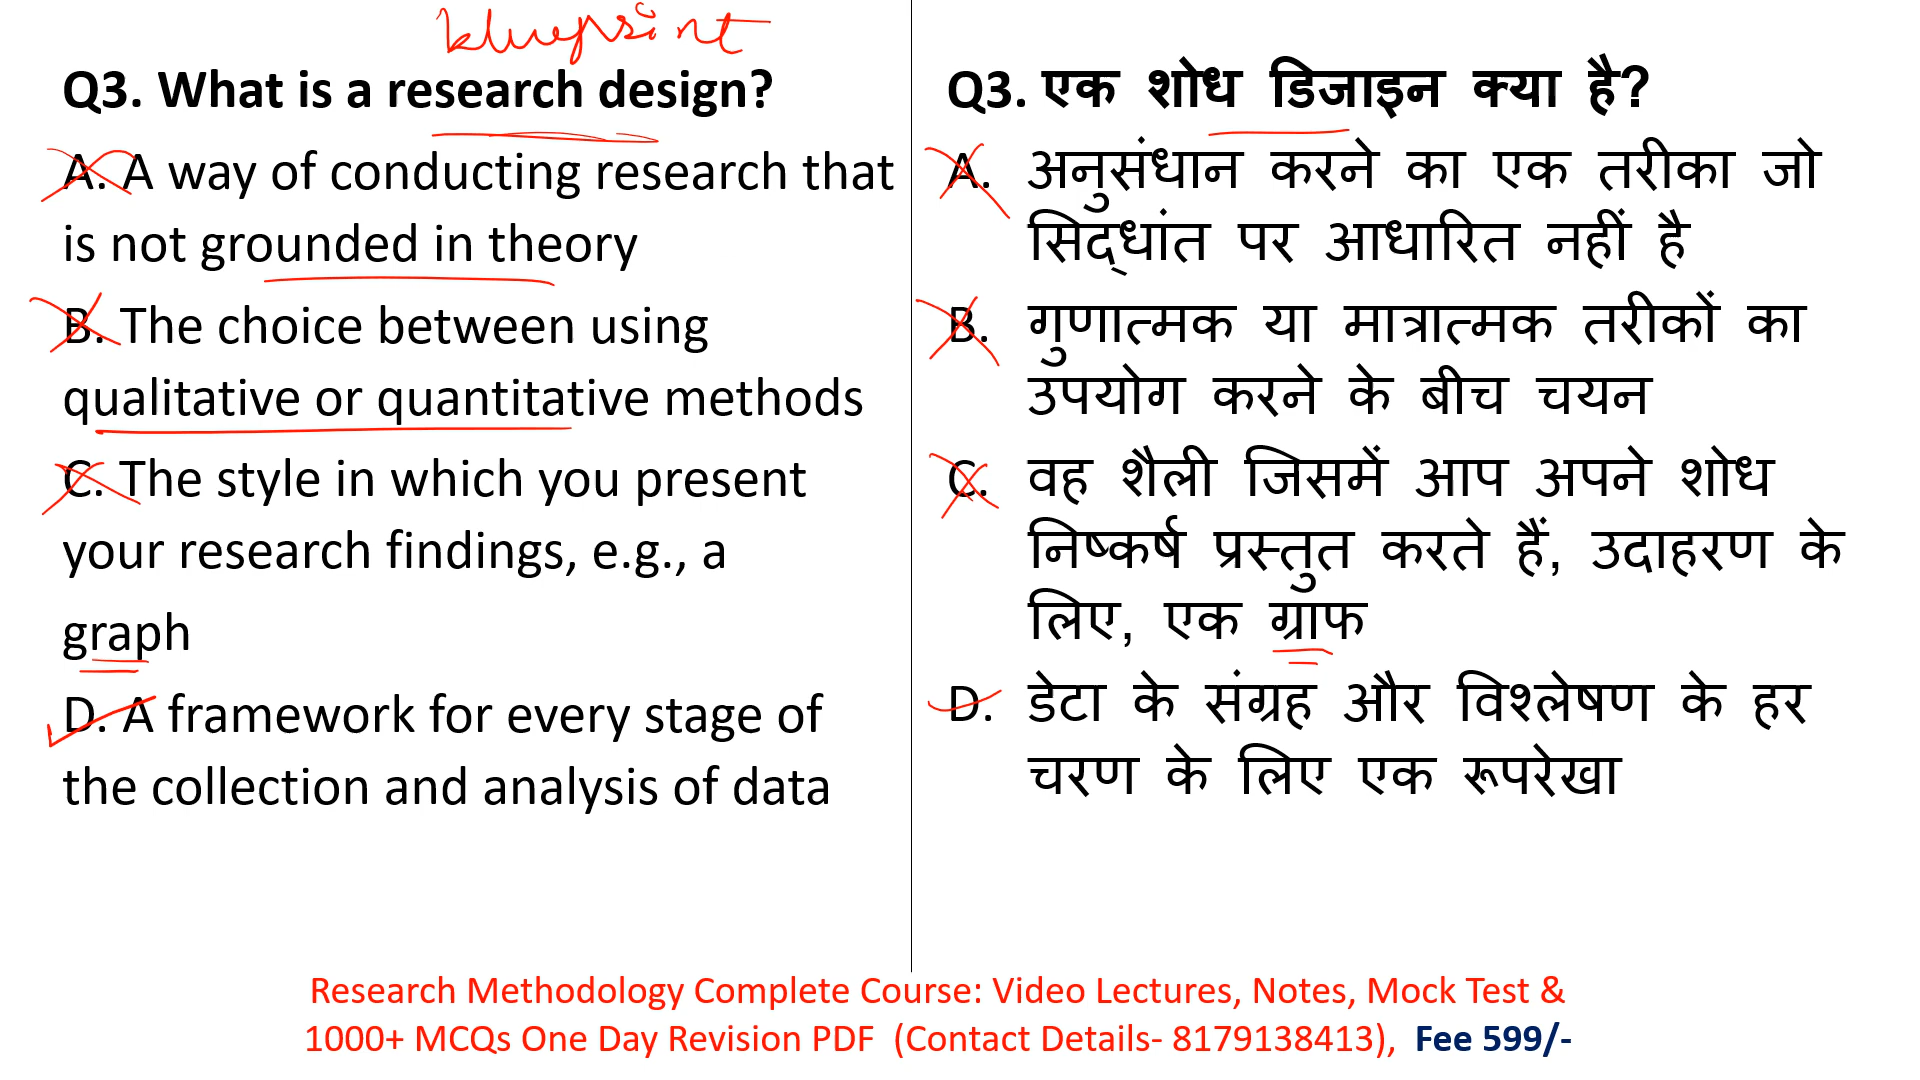 blueprint
Q3. What is a research design?
A. A way of conducting research that
is not grounded in theory
B. The choice between using
qualitative or quantitative methods
C. The style in which you present
your research findings, e.g., a
graph
D. A framework for every stage of
the collection and analysis of data
Q3. एक शोध डिजाइन क्या है?
A. अनुसंधान करने का एक तरीका जो
सिद्धांत पर आधारित नहीं है
B. गुणात्मक या मात्रात्मक तरीकों का
उपयोग करने के बीच चयन
C. वह शैली जिसमें आप अपने शोध
निष्कर्ष प्रस्तुत करते हैं, उदाहरण के
लिए, एक ग्राफ
D. डेटा के संग्रह और विश्लेषण के हर
चरण के लिए एक रूपरेखा
Research Methodology Complete Course: Video Lectures, Notes, Mock Test &
1000+ MCQs One Day Revision PDF (Contact Details- 8179138413), Fee 599/-